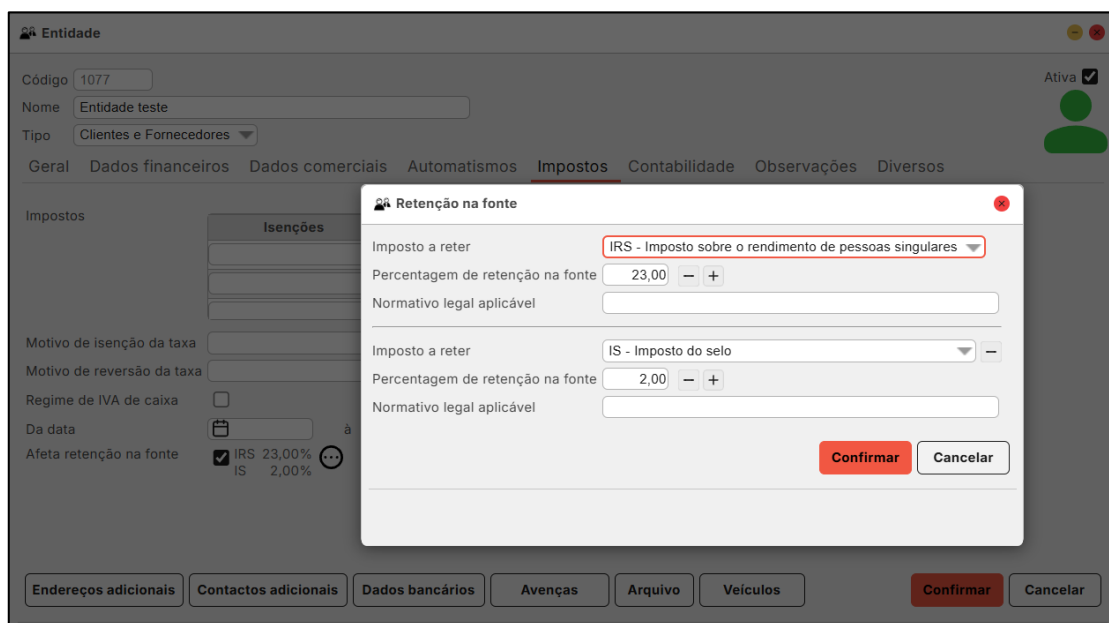 Entidade
Código 1077
Ativa
Nome Entidade teste
Tipo Clientes e Fornecedores
Geral Dados financeiros Dados comerciais Automatismos Impostos Contabilidade Observações Diversos
Impostos
Isenções
Motivo de isenção da taxa
Motivo de reversão da taxa
Regime de IVA de caixa
Da data à
Afeta retenção na fonte IRS 23,00%
IS 2,00%
Retenção na fonte
Imposto a reter IRS - Imposto sobre o rendimento de pessoas singulares
Percentagem de retenção na fonte 23,00 − +
Normativo legal aplicável
Imposto a reter IS - Imposto do selo −
Percentagem de retenção na fonte 2,00 − +
Normativo legal aplicável
Confirmar Cancelar
Endereços adicionais Contactos adicionais Dados bancários Avenças Arquivo Veículos Confirmar Cancelar